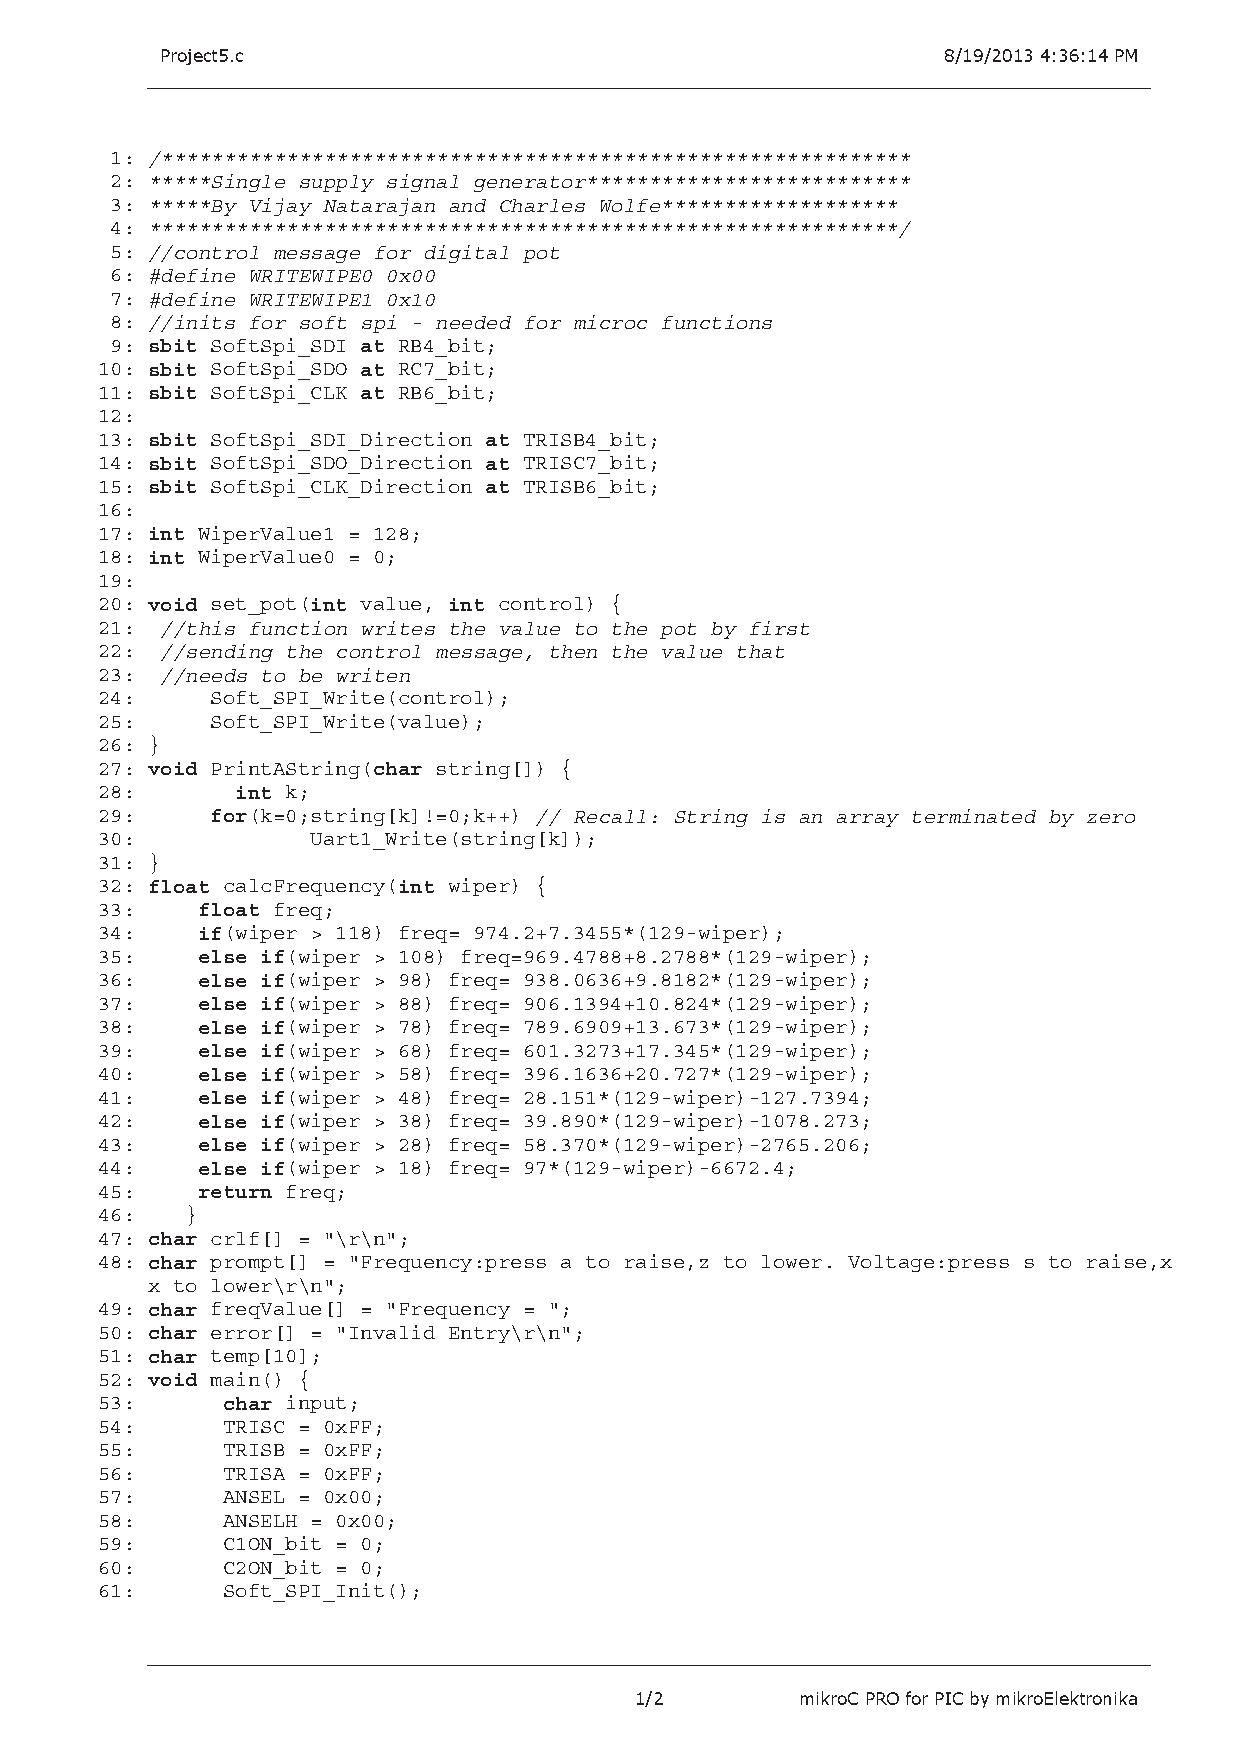 Project5.c 8/19/2013 4:36:14 PM
1: /************************************************************
2: *****Single supply signal generator**************************
3: *****By Vijay Natarajan and Charles Wolfe*******************
4: ************************************************************/
5: //control message for digital pot
6: #define WRITEWIPE0 0x00
7: #define WRITEWIPE1 0x10
8: //inits for soft spi - needed for microc functions
9: sbit SoftSpi_SDI at RB4_bit;
10: sbit SoftSpi_SDO at RC7_bit;
11: sbit SoftSpi_CLK at RB6_bit;
12:
13: sbit SoftSpi_SDI_Direction at TRISB4_bit;
14: sbit SoftSpi_SDO_Direction at TRISC7_bit;
15: sbit SoftSpi_CLK_Direction at TRISB6_bit;
16:
17: int WiperValue1 = 128;
18: int WiperValue0 = 0;
19:
20: void set_pot(int value, int control) {
21:  //this function writes the value to the pot by first
22:  //sending the control message, then the value that
23:  //needs to be writen
24:      Soft_SPI_Write(control);
25:      Soft_SPI_Write(value);
26: }
27: void PrintAString(char string[]) {
28:        int k;
29:      for(k=0;string[k]!=0;k++) // Recall: String is an array terminated by zero
30:              Uart1_Write(string[k]);
31: }
32: float calcFrequency(int wiper) {
33:     float freq;
34:     if(wiper > 118) freq= 974.2+7.3455*(129-wiper);
35:     else if(wiper > 108) freq=969.4788+8.2788*(129-wiper);
36:     else if(wiper > 98) freq= 938.0636+9.8182*(129-wiper);
37:     else if(wiper > 88) freq= 906.1394+10.824*(129-wiper);
38:     else if(wiper > 78) freq= 789.6909+13.673*(129-wiper);
39:     else if(wiper > 68) freq= 601.3273+17.345*(129-wiper);
40:     else if(wiper > 58) freq= 396.1636+20.727*(129-wiper);
41:     else if(wiper > 48) freq= 28.151*(129-wiper)-127.7394;
42:     else if(wiper > 38) freq= 39.890*(129-wiper)-1078.273;
43:     else if(wiper > 28) freq= 58.370*(129-wiper)-2765.206;
44:     else if(wiper > 18) freq= 97*(129-wiper)-6672.4;
45:     return freq;
46:    }
47: char crlf[] = "\r\n";
48: char prompt[] = "Frequency:press a to raise,z to lower. Voltage:press s to raise,x
x to lower\r\n";
49: char freqValue[] = "Frequency = ";
50: char error[] = "Invalid Entry\r\n";
51: char temp[10];
52: void main() {
53:       char input;
54:       TRISC = 0xFF;
55:       TRISB = 0xFF;
56:       TRISA = 0xFF;
57:       ANSEL = 0x00;
58:       ANSELH = 0x00;
59:       C1ON_bit = 0;
60:       C2ON_bit = 0;
61:       Soft_SPI_Init();
1/2 mikroC PRO for PIC by mikroElektronika